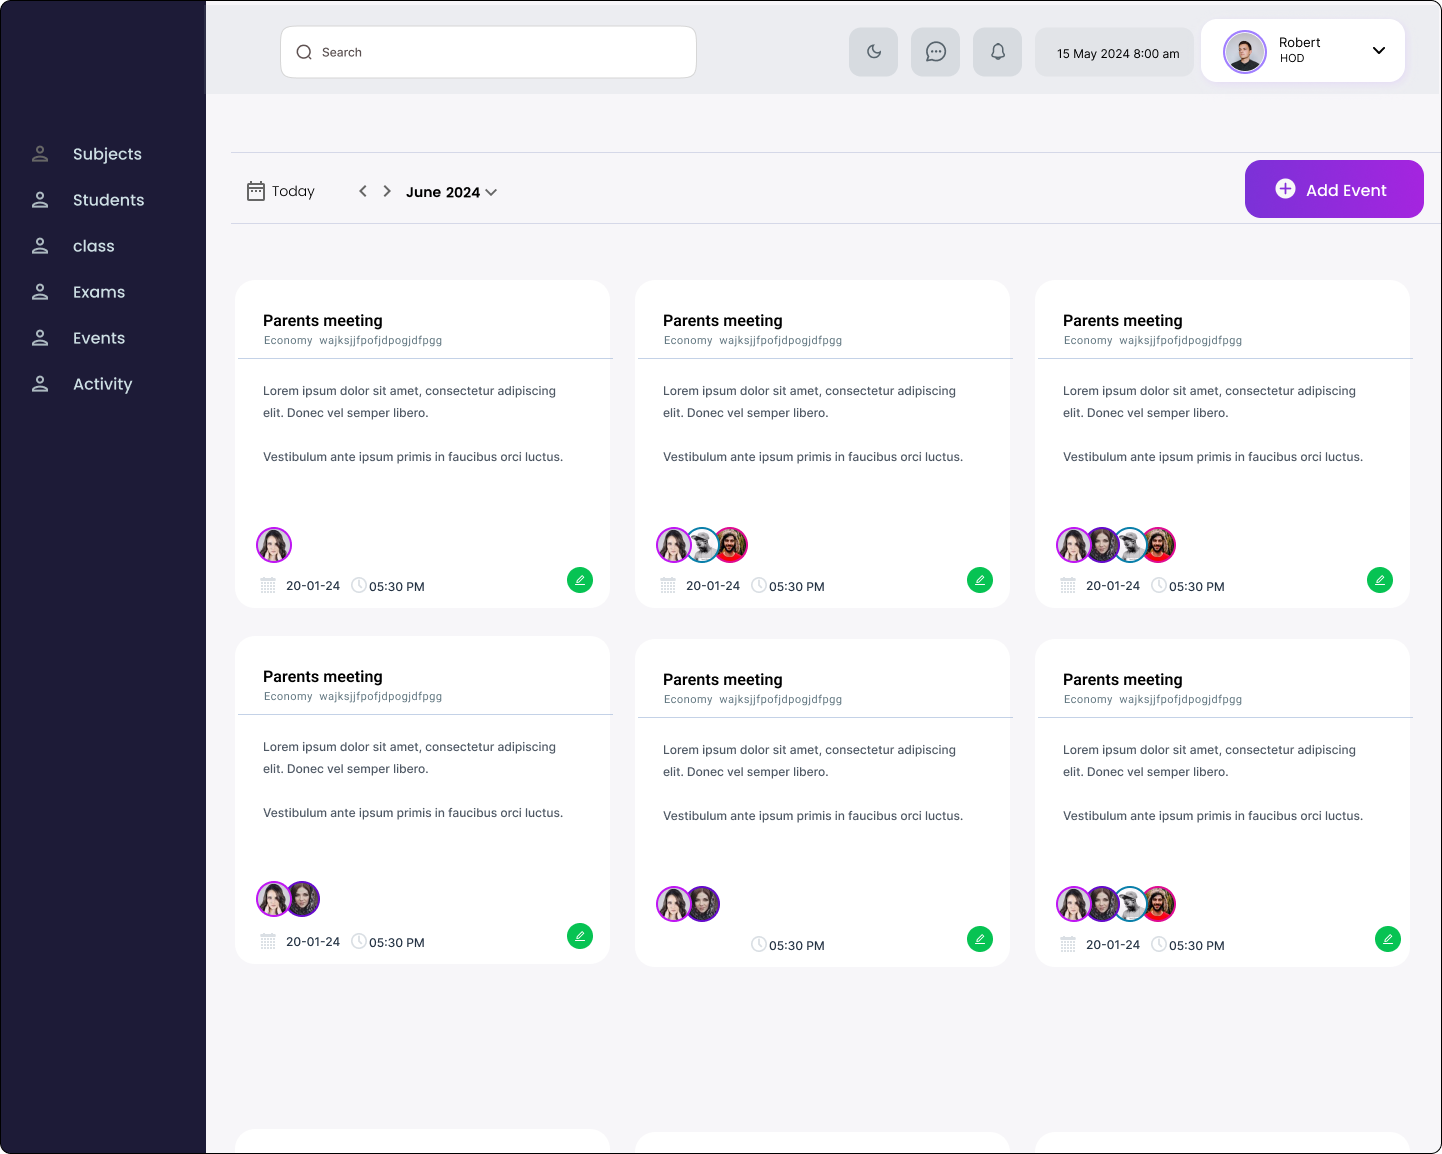 Search
15 May 2024 8:00 am
Robert
HOD
Subjects
Students
class
Exams
Events
Activity
Today
June 2024
Add Event
Parents meeting
Economy wajksjjfpofjdpogjdfpgg
Lorem ipsum dolor sit amet, consectetur adipiscing
elit. Donec vel semper libero.
Vestibulum ante ipsum primis in faucibus orci luctus.
20-01-24
05:30 PM
Parents meeting
Economy wajksjjfpofjdpogjdfpgg
Lorem ipsum dolor sit amet, consectetur adipiscing
elit. Donec vel semper libero.
Vestibulum ante ipsum primis in faucibus orci luctus.
20-01-24
05:30 PM
Parents meeting
Economy wajksjjfpofjdpogjdfpgg
Lorem ipsum dolor sit amet, consectetur adipiscing
elit. Donec vel semper libero.
Vestibulum ante ipsum primis in faucibus orci luctus.
20-01-24
05:30 PM
Parents meeting
Economy wajksjjfpofjdpogjdfpgg
Lorem ipsum dolor sit amet, consectetur adipiscing
elit. Donec vel semper libero.
Vestibulum ante ipsum primis in faucibus orci luctus.
20-01-24
05:30 PM
Parents meeting
Economy wajksjjfpofjdpogjdfpgg
Lorem ipsum dolor sit amet, consectetur adipiscing
elit. Donec vel semper libero.
Vestibulum ante ipsum primis in faucibus orci luctus.
05:30 PM
Parents meeting
Economy wajksjjfpofjdpogjdfpgg
Lorem ipsum dolor sit amet, consectetur adipiscing
elit. Donec vel semper libero.
Vestibulum ante ipsum primis in faucibus orci luctus.
20-01-24
05:30 PM